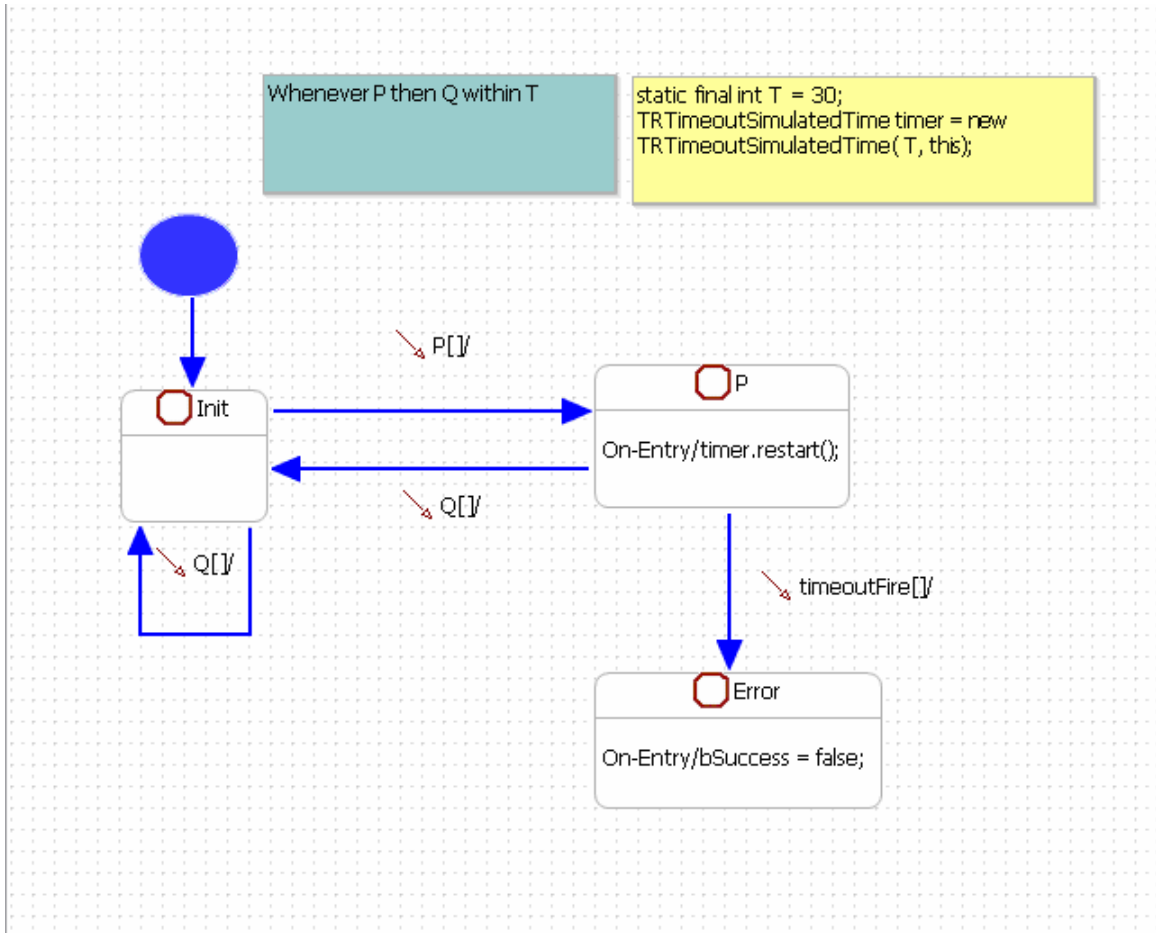 Whenever P then Q within T
static final int T = 30;
TRTimeoutSimulatedTime timer = new
TRTimeoutSimulatedTime( T, this);
P[]/
Init
P
On-Entry/timer.restart();
Q[]/
Q[]/
timeoutFire[]/
Error
On-Entry/bSuccess = false;